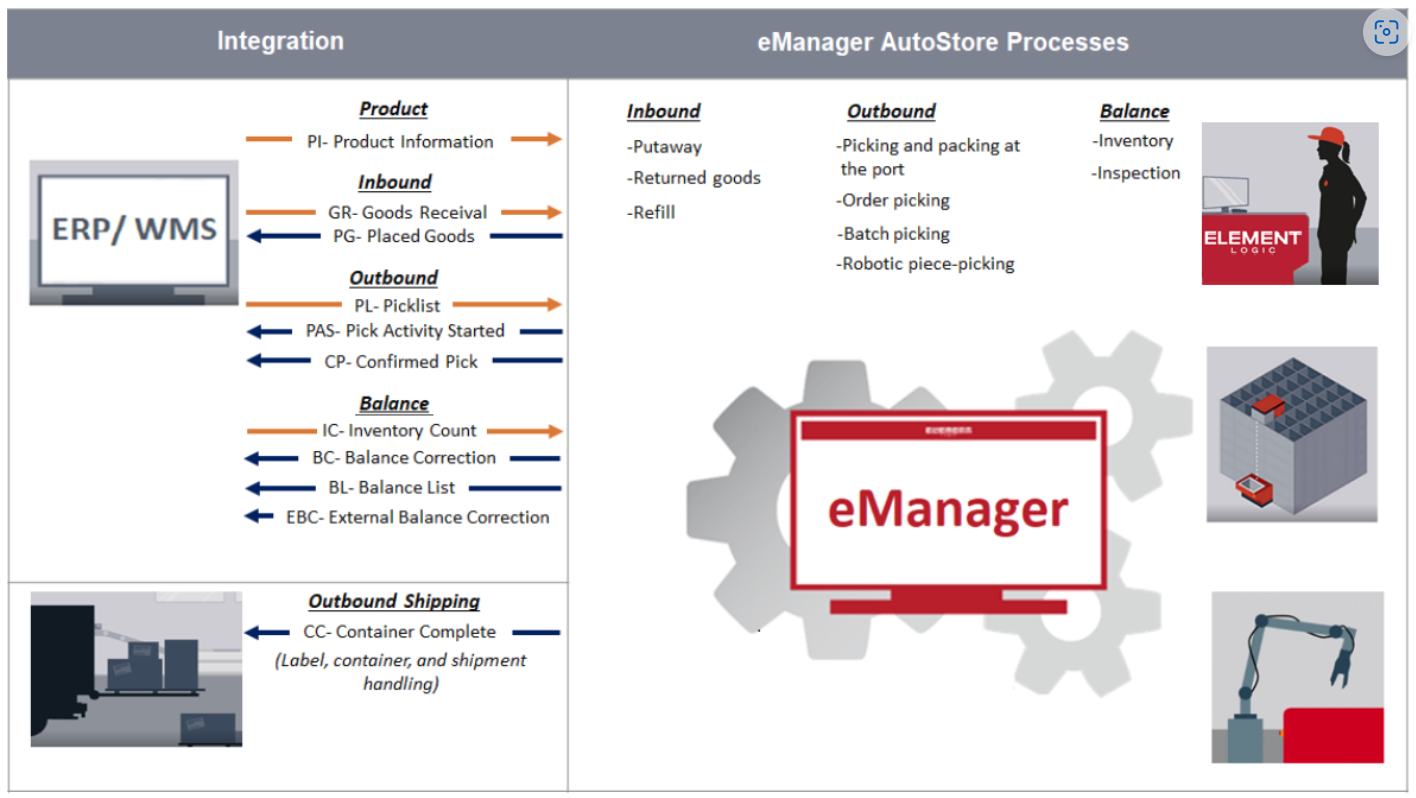 Integration
eManager AutoStore Processes
Product
PI- Product Information
Inbound
GR- Goods Receival
PG- Placed Goods
ERP/ WMS
Outbound
PL- Picklist
PAS- Pick Activity Started
CP- Confirmed Pick
Balance
IC- Inventory Count
BC- Balance Correction
BL- Balance List
EBC- External Balance Correction
Outbound Shipping
CC- Container Complete
(Label, container, and shipment
handling)
Inbound
-Putaway
-Returned goods
-Refill
Outbound
-Picking and packing at
the port
-Order picking
-Batch picking
-Robotic piece-picking
Balance
-Inventory
-Inspection
ELEMENT
LOGIC
eManager